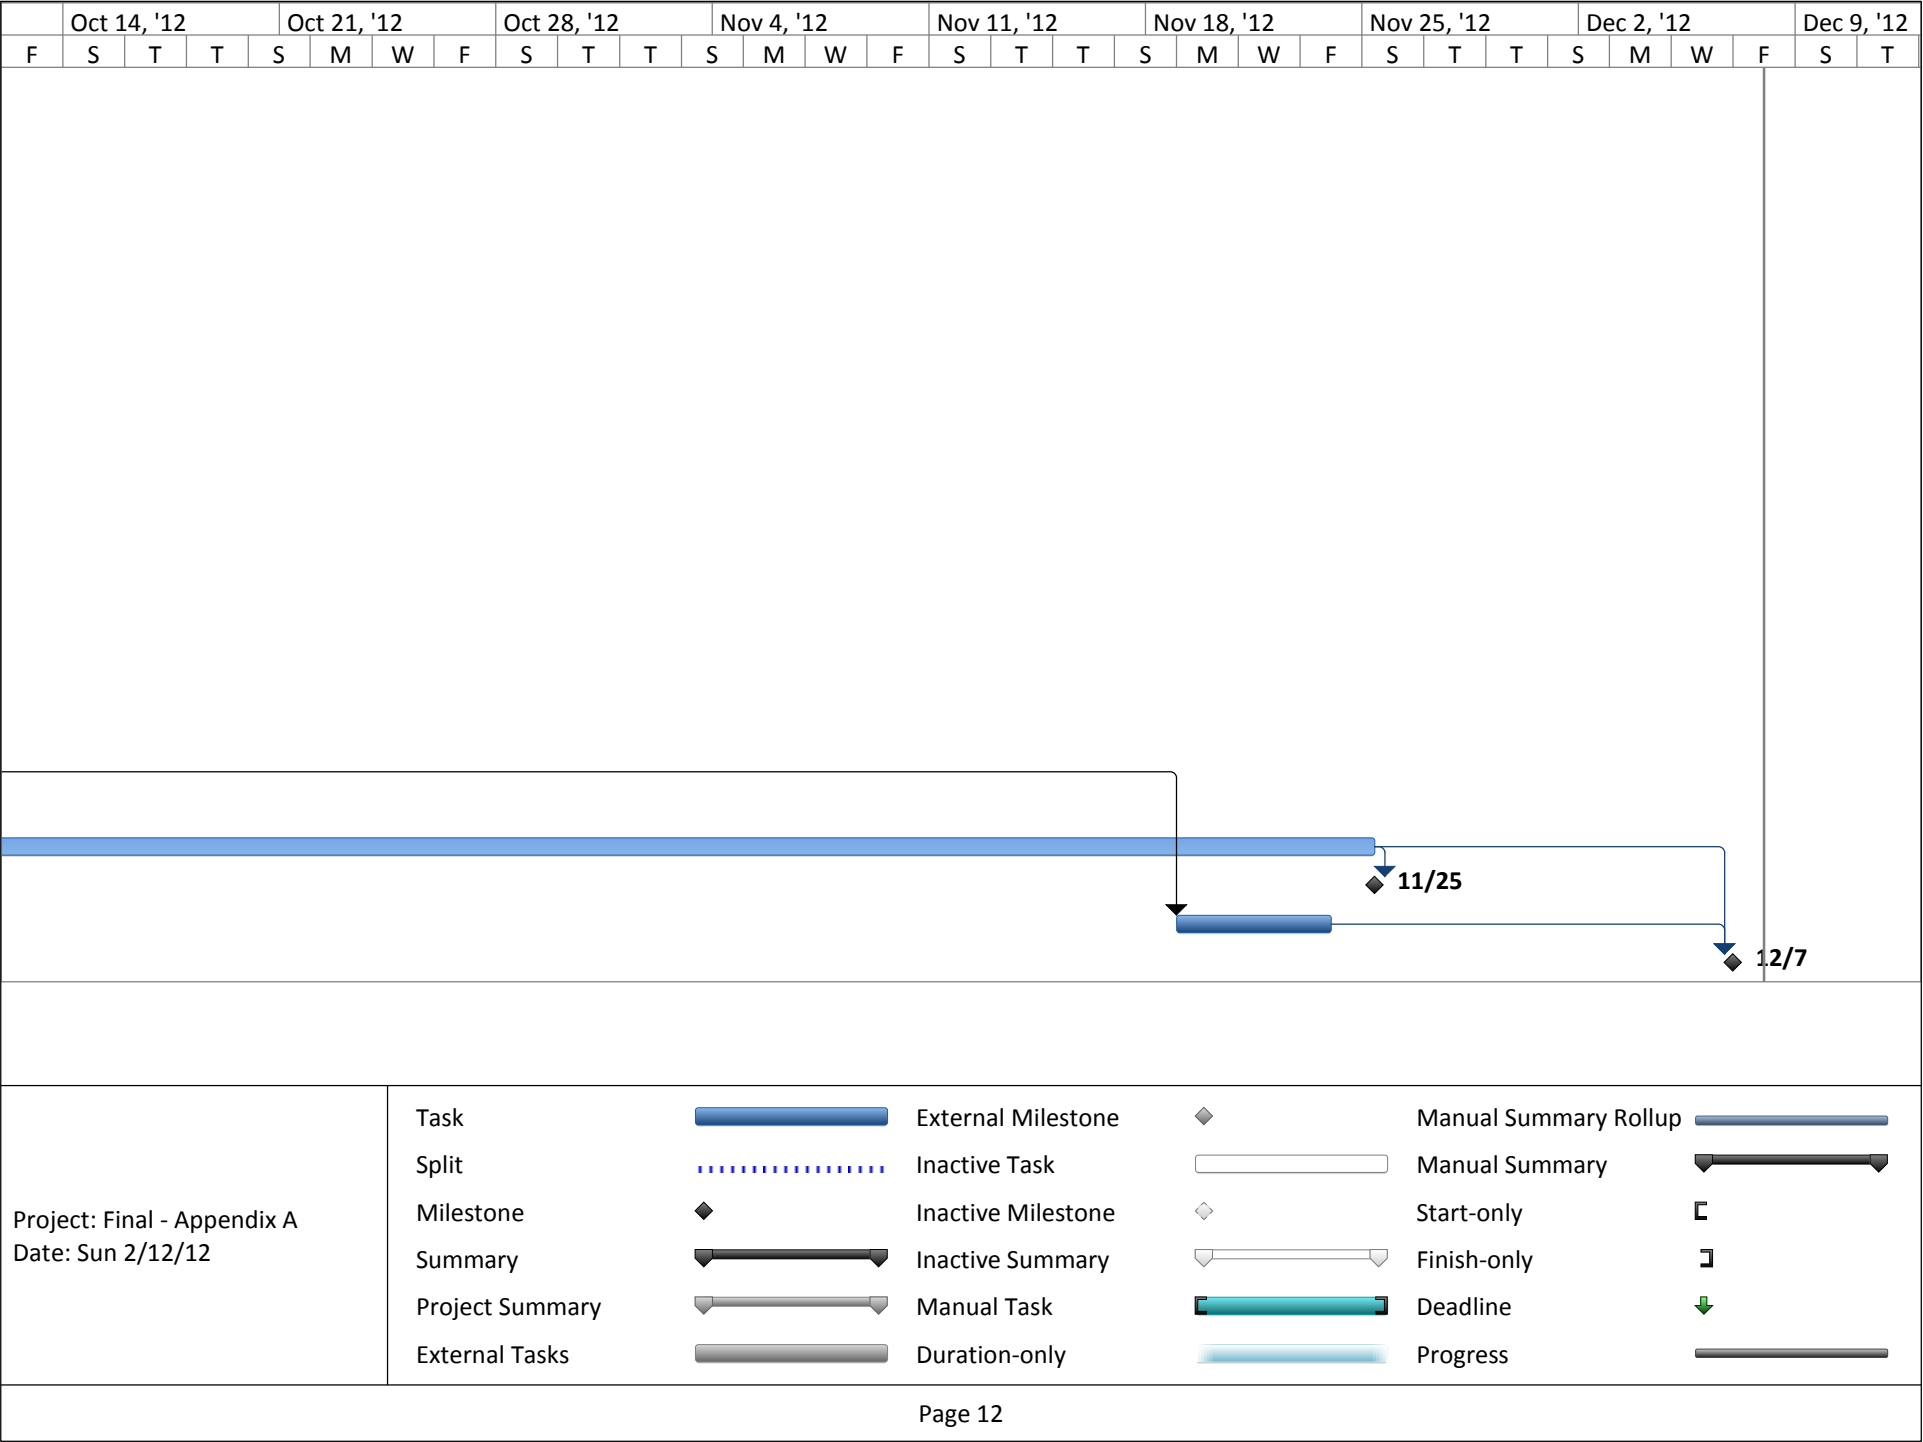 Oct 14, '12 Oct 21, '12 Oct 28, '12 Nov 4, '12 Nov 11, '12 Nov 18, '12 Nov 25, '12 Dec 2, '12 Dec 9, '12
F S T T S M W F S T T S M W F S T T S M W F S T T S M W F S T
11/25
12/7
Project: Final - Appendix A
Date: Sun 2/12/12
Task
Split
Milestone
Summary
Project Summary
External Tasks
External Milestone
Inactive Task
Inactive Milestone
Inactive Summary
Manual Task
Duration-only
Manual Summary Rollup
Manual Summary
Start-only
Finish-only
Deadline
Progress
Page 12